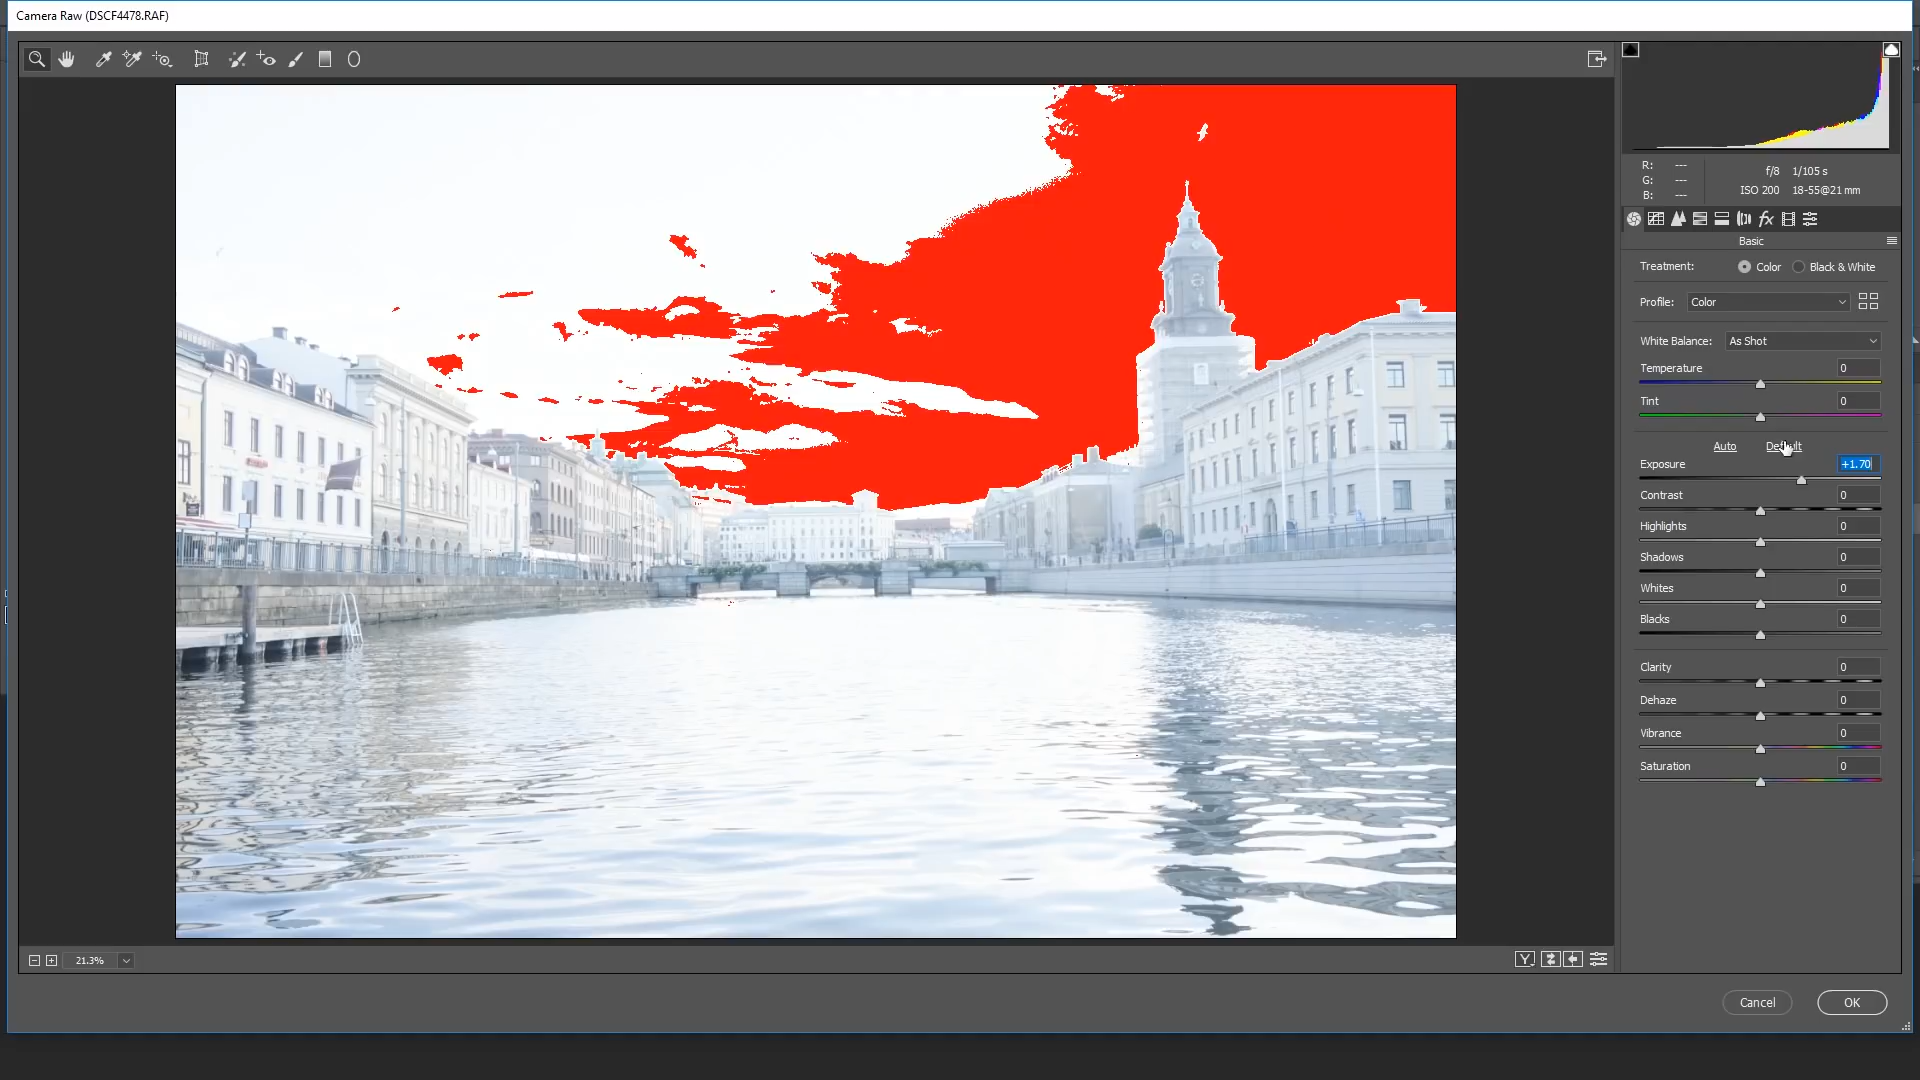 Camera Raw (DSCF4478.RAF)
R: ---
G: ---
B: ---
f/8 1/105 s
ISO 200 18-55@21 mm
Basic
Treatment: Color Black & White
Profile: Color
White Balance: As Shot
Temperature 0
Tint 0
Auto Default
Exposure +1.70
Contrast 0
Highlights 0
Shadows 0
Whites 0
Blacks 0
Clarity 0
Dehaze 0
Vibrance 0
Saturation 0
21.3%
Y
Cancel OK